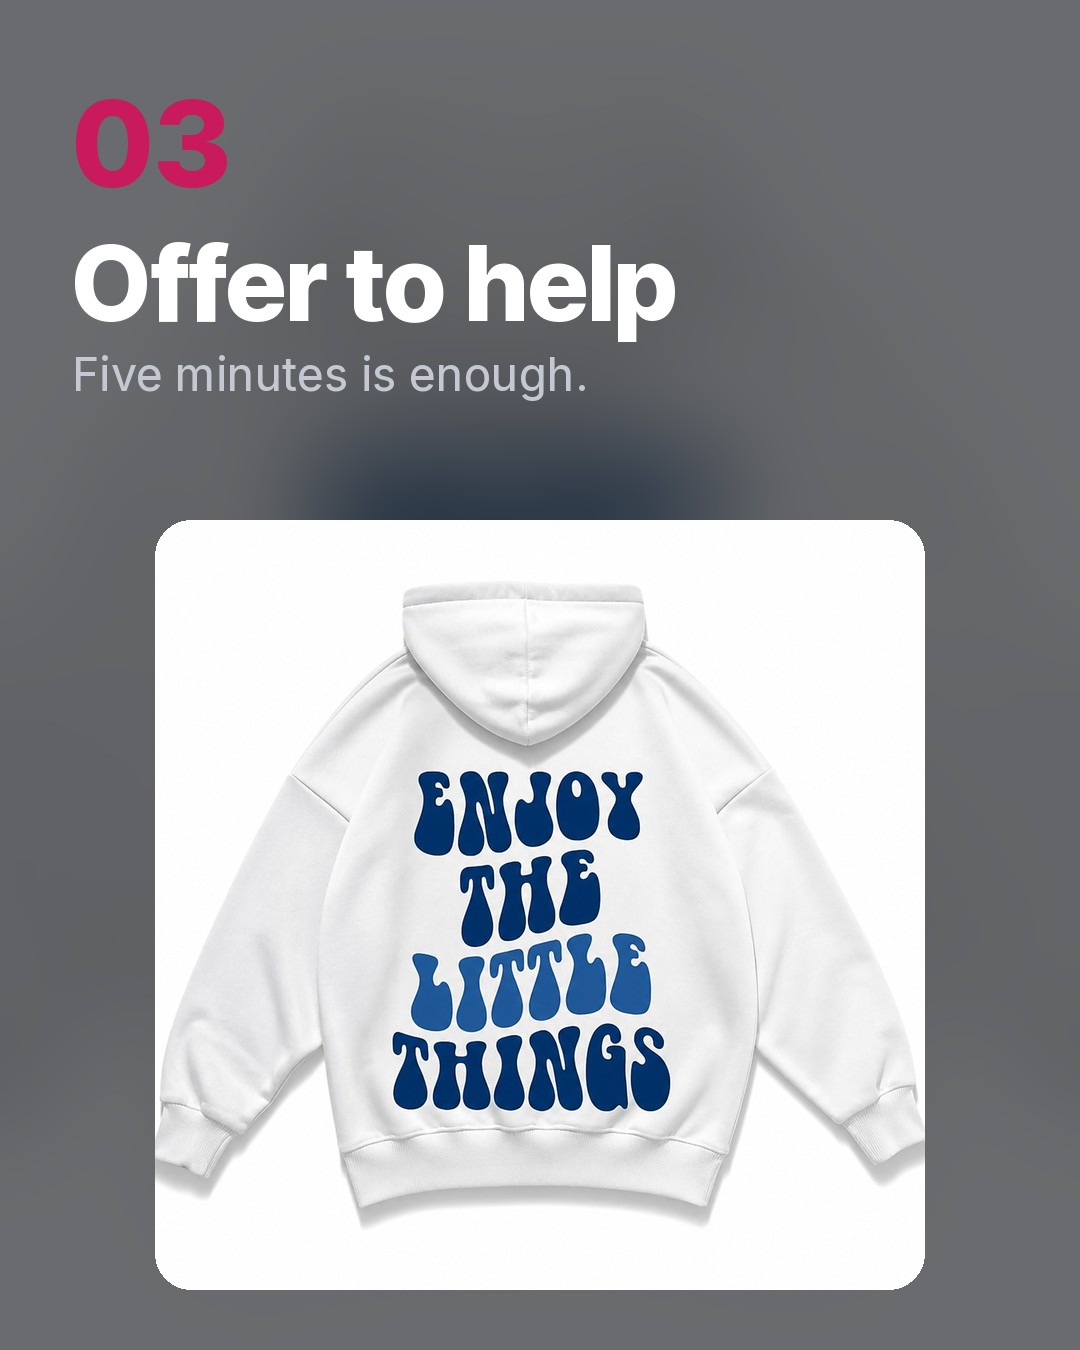 03
Offer to help
Five minutes is enough.
ENJOY
THE
LITTLE
THINGS